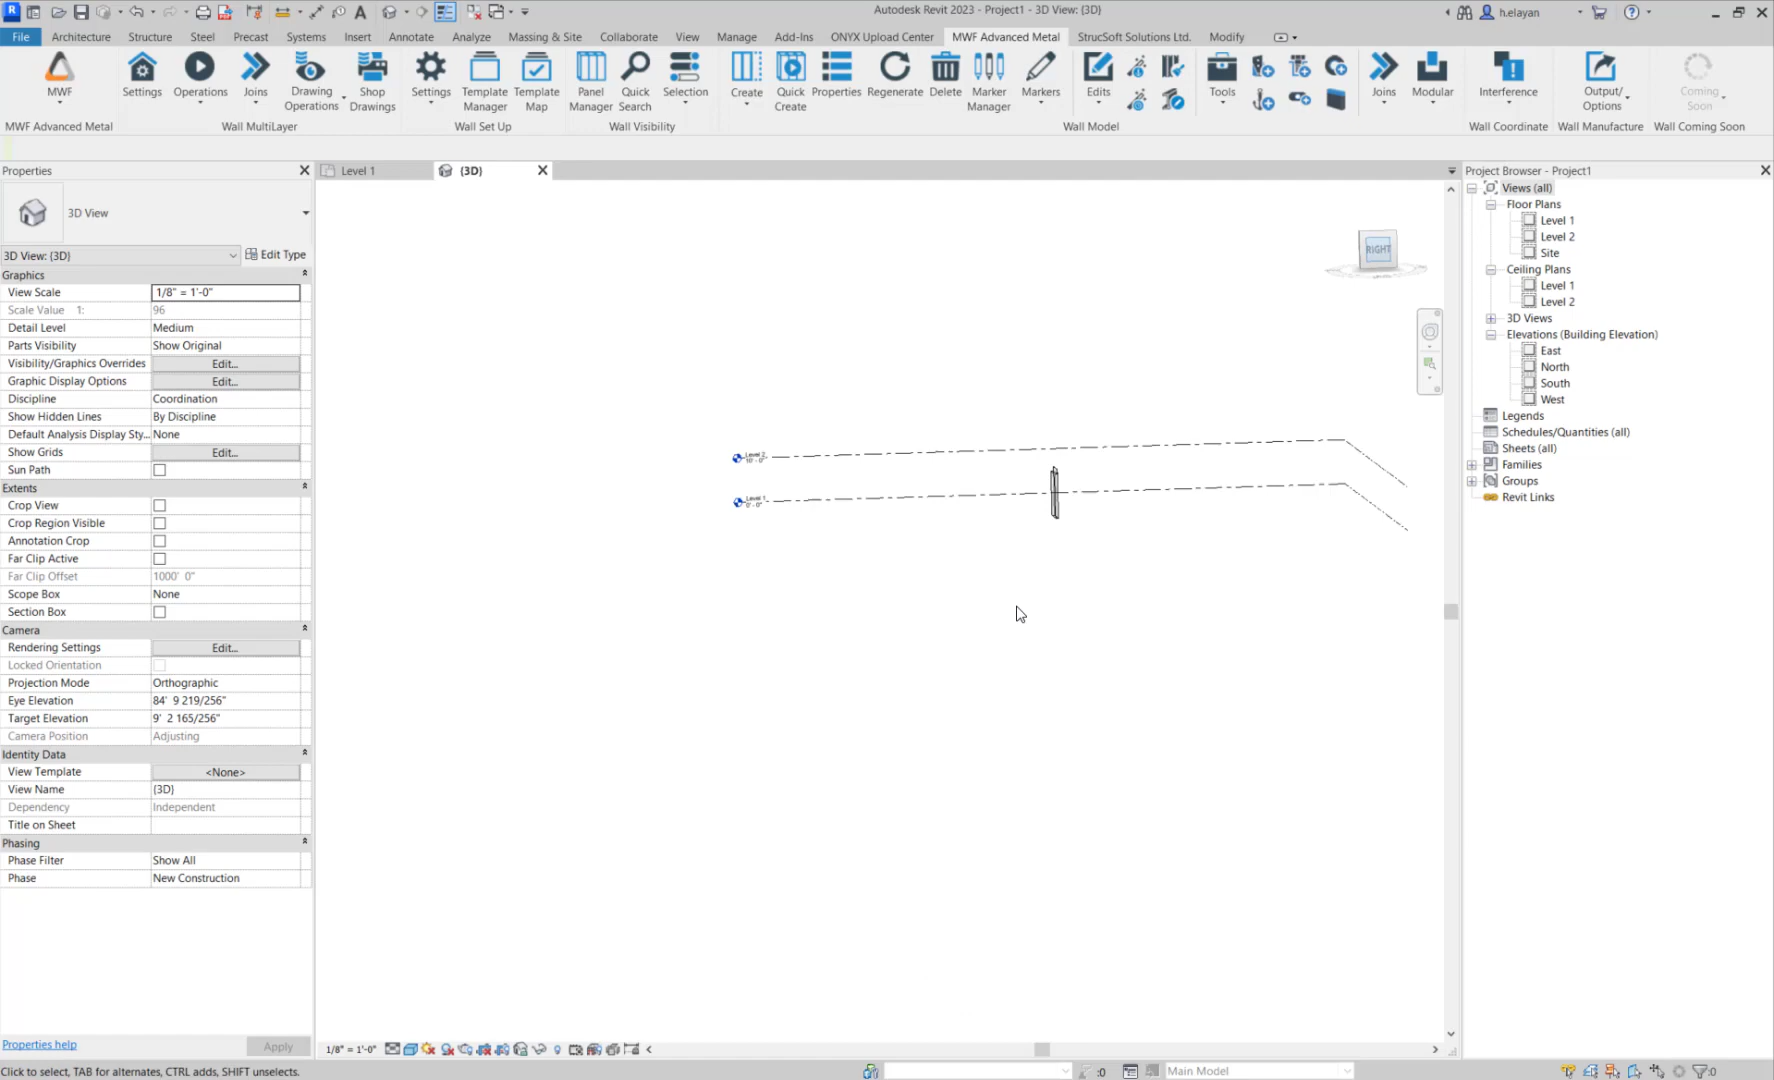 Autodesk Revit 2023 - Project1 - 3D View: {3D}
h.elayan
File Architecture Structure Steel Precast Systems Insert Annotate Analyze Massing & Site Collaborate View Manage Add-Ins ONYX Upload Center MWF Advanced Metal StrucSoft Solutions Ltd. Modify
MWF
Settings
Operations
Joins
Drawing
Operations
Shop
Drawings
Settings
Template
Manager
Template
Map
Panel
Manager
Quick
Search
Selection
Create
Quick
Create
Properties
Regenerate
Delete
Marker
Manager
Markers
Edits
Tools
Joins
Modular
Interference
Output/
Options
Coming
Soon
MWF Advanced Metal Wall MultiLayer Wall Set Up Wall Visibility Wall Model Wall Coordinate Wall Manufacture Wall Coming Soon
Properties
3D View
3D View: {3D} Edit Type
Graphics
View Scale 1/8" = 1'-0"
Scale Value 1: 96
Detail Level Medium
Parts Visibility Show Original
Visibility/Graphics Overrides Edit...
Graphic Display Options Edit...
Discipline Coordination
Show Hidden Lines By Discipline
Default Analysis Display Sty... None
Show Grids Edit...
Sun Path
Extents
Crop View
Crop Region Visible
Annotation Crop
Far Clip Active
Far Clip Offset 1000' 0"
Scope Box None
Section Box
Camera
Rendering Settings Edit...
Locked Orientation
Projection Mode Orthographic
Eye Elevation 84' 9 219/256"
Target Elevation 9' 2 165/256"
Camera Position Adjusting
Identity Data
View Template <None>
View Name {3D}
Dependency Independent
Title on Sheet
Phasing
Phase Filter Show All
Phase New Construction
Properties help Apply
Level 1 {3D}
RIGHT
Level 2
10' - 0"
Level 1
0' - 0"
1/8" = 1'-0"
Project Browser - Project1
Views (all)
Floor Plans
Level 1
Level 2
Site
Ceiling Plans
Level 1
Level 2
3D Views
Elevations (Building Elevation)
East
North
South
West
Legends
Schedules/Quantities (all)
Sheets (all)
Families
Groups
Revit Links
Click to select, TAB for alternates, CTRL adds, SHIFT unselects.
:0
Main Model
:0